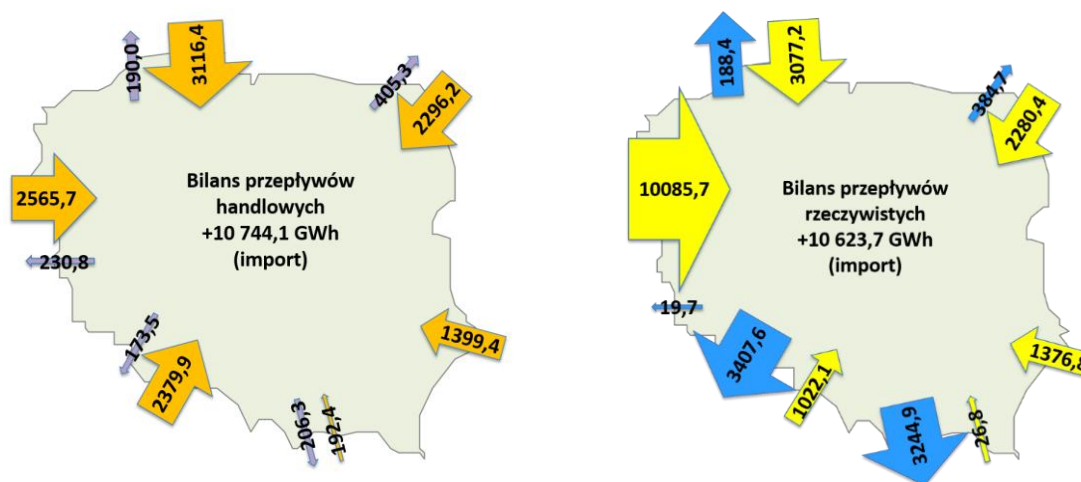 190,0
3116,4
405,3
2296,2
2565,7
Bilans przepływów
handlowych
+10 744,1 GWh
(import)
230,8
173,5
2379,9
1399,4
206,3
192,4
188,4
3077,2
384,7
2280,4
10085,7
Bilans przepływów
rzeczywistych
+10 623,7 GWh
(import)
19,7
3407,6
1022,1
1376,8
3244,9
26,8